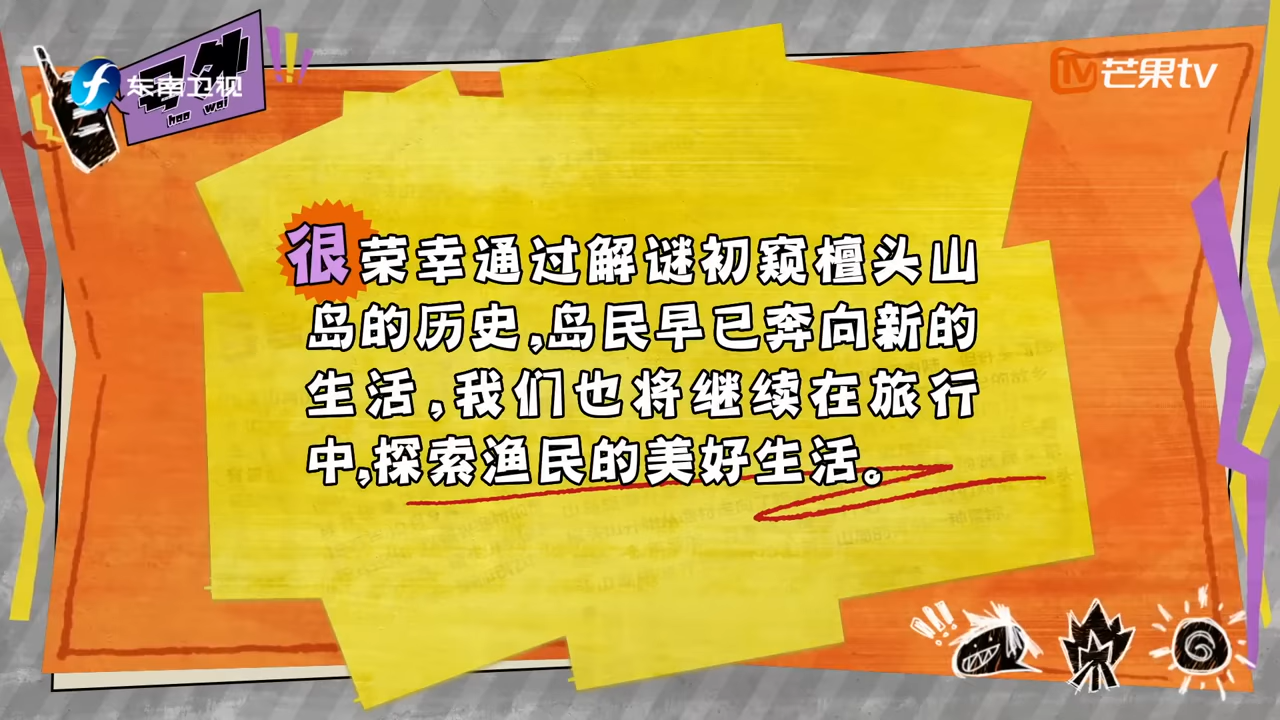 东南卫视
hao wai
芒果tv
很荣幸通过解谜初窥檀头山
岛的历史,岛民早已奔向新的
生活,我们也将继续在旅行
中,探索渔民的美好生活。